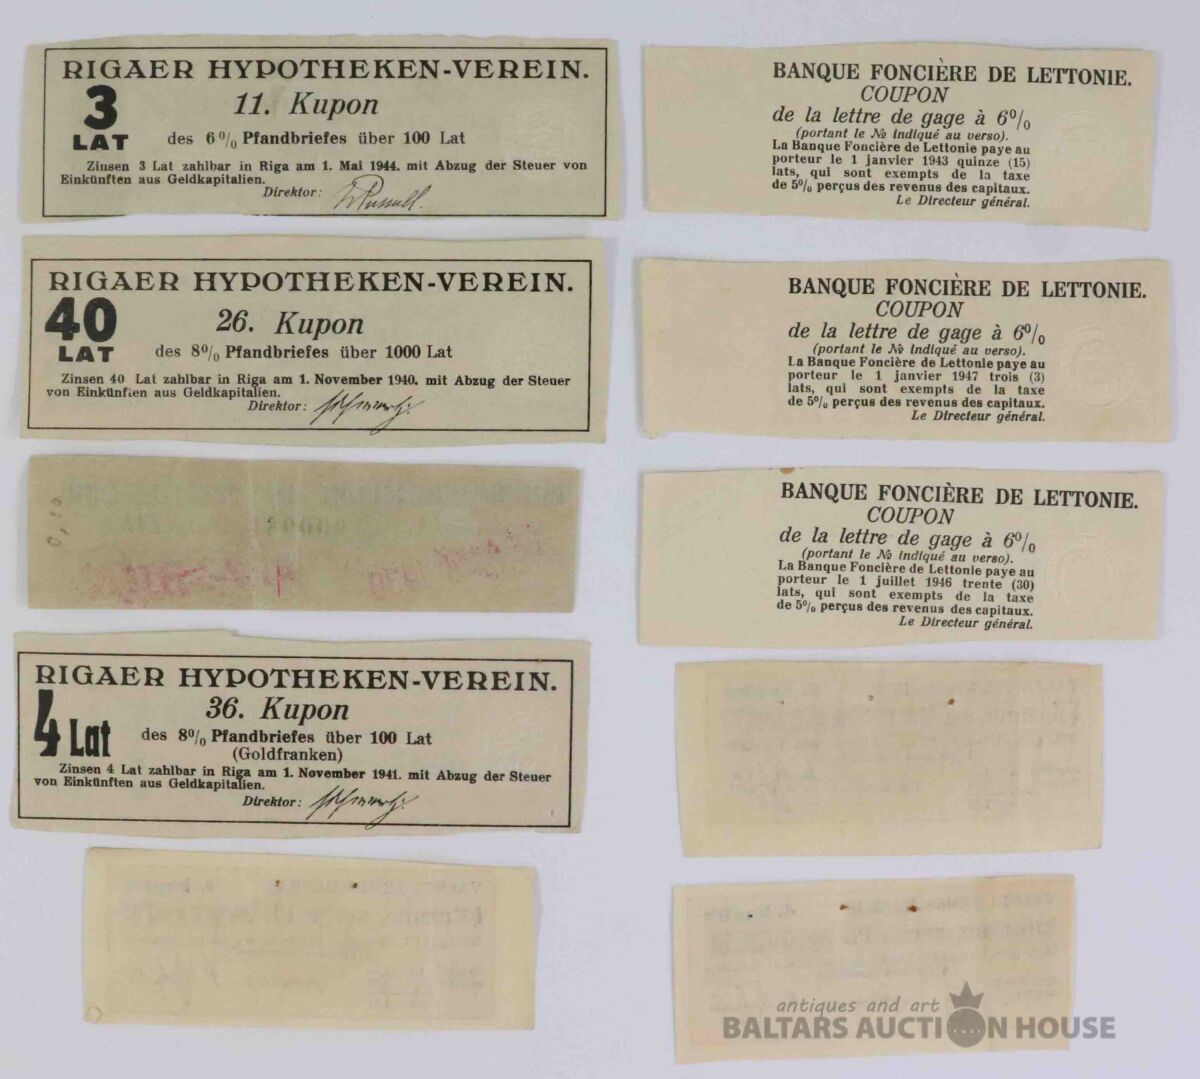 RIGAER HYPOTHEKEN-VEREIN.
3
LAT
11. Kupon
des 6% Pfandbriefes über 100 Lat
Zinsen 3 Lat zahlbar in Riga am 1. Mai 1944. mit Abzug der Steuer von
Einkünften aus Geldkapitalien.
Direktor:
RIGAER HYPOTHEKEN-VEREIN.
40
LAT
26. Kupon
des 8% Pfandbriefes über 1000 Lat
Zinsen 40 Lat zahlbar in Riga am 1. November 1940. mit Abzug der Steuer
von Einkünften aus Geldkapitalien.
Direktor:
RIGAER HYPOTHEKEN-VEREIN.
4 Lat
36. Kupon
des 8% Pfandbriefes über 100 Lat
(Goldfranken)
Zinsen 4 Lat zahlbar in Riga am 1. November 1941. mit Abzug der Steuer
von Einkünften aus Geldkapitalien.
Direktor:
BANQUE FONCIÈRE DE LETTONIE.
COUPON
de la lettre de gage à 6%
(portant le № indiqué au verso).
La Banque Foncière de Lettonie paye au
porteur le 1 janvier 1943 quinze (15)
lats, qui sont exempts de la taxe
de 5% perçus des revenus des capitaux.
Le Directeur général.
BANQUE FONCIÈRE DE LETTONIE.
COUPON
de la lettre de gage à 6%
(portant le № indiqué au verso).
La Banque Foncière de Lettonie paye au
porteur le 1 janvier 1947 trois (3)
lats, qui sont exempts de la taxe
de 5% perçus des revenus des capitaux.
Le Directeur général.
BANQUE FONCIÈRE DE LETTONIE.
COUPON
de la lettre de gage à 6%
(portant le № indiqué au verso).
La Banque Foncière de Lettonie paye au
porteur le 1 juillet 1946 trente (30)
lats, qui sont exempts de la taxe
de 5% perçus des revenus des capitaux.
Le Directeur général.
antiques and art
BALTARS AUCTION HOUSE